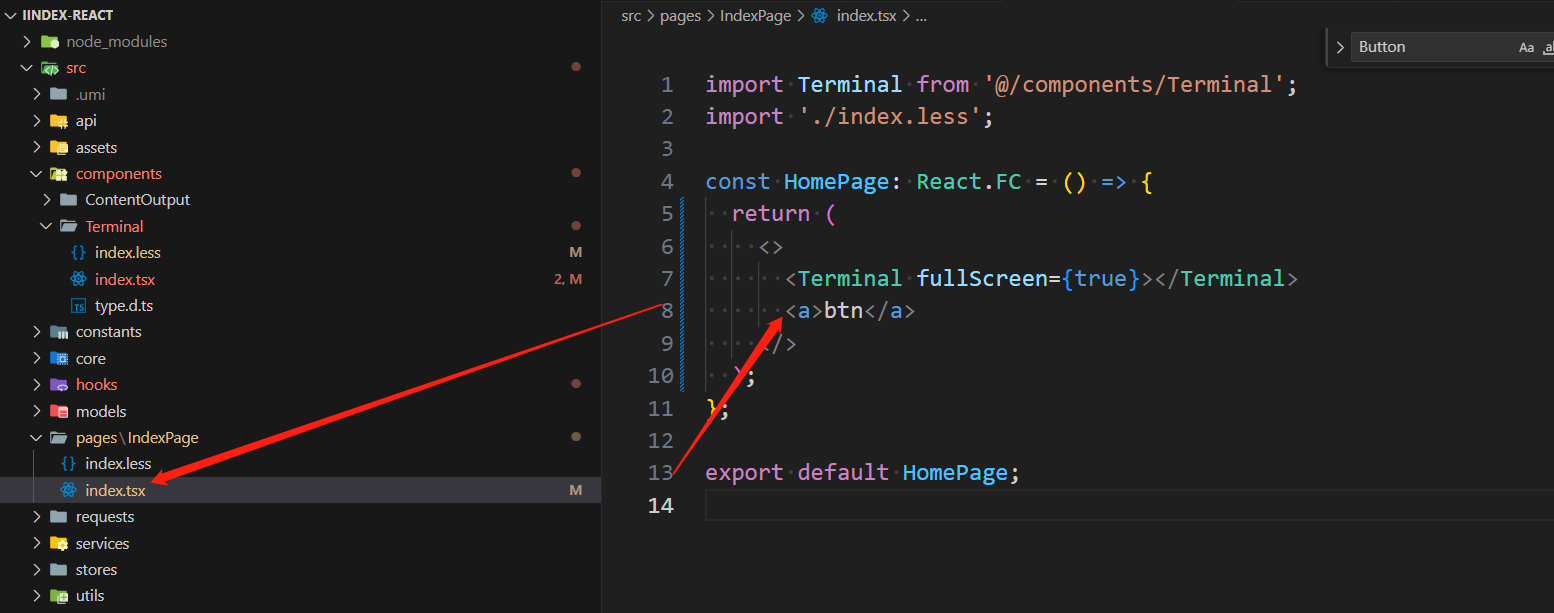 IINDEX-REACT
node_modules
src
.umi
api
assets
components
ContentOutput
Terminal
{} index.less M
index.tsx 2, M
TS type.d.ts
constants
core
hooks
models
pages\IndexPage
{} index.less
index.tsx M
requests
services
stores
utils
src > pages > IndexPage > index.tsx > ...
Button Aa
1 import Terminal from '@/components/Terminal';
2 import './index.less';
3
4 const HomePage: React.FC = () => {
5 return (
6 <>
7 <Terminal fullScreen={true}></Terminal>
8 <a>btn</a>
9 </>
10 );
11 };
12
13 export default HomePage;
14